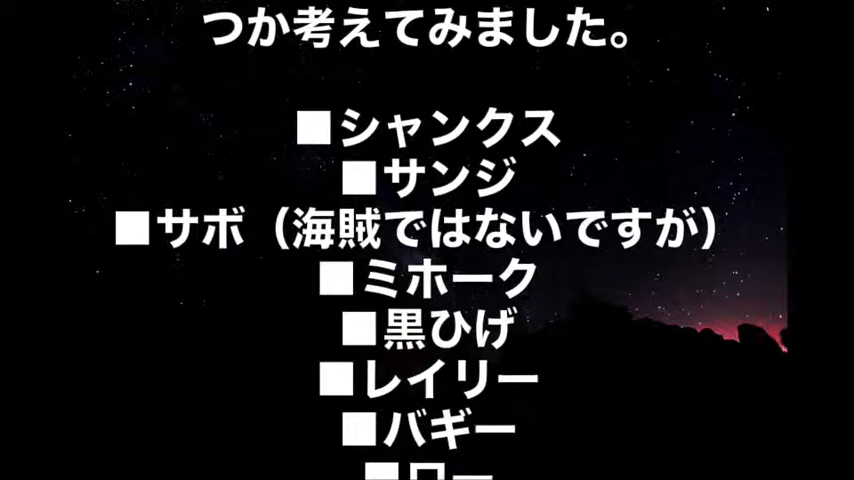 つか考えてみました。
■シャンクス
■サンジ
■サボ（海賊ではないですが）
■ミホーク
■黒ひげ
■レイリー
■バギー
■ロー